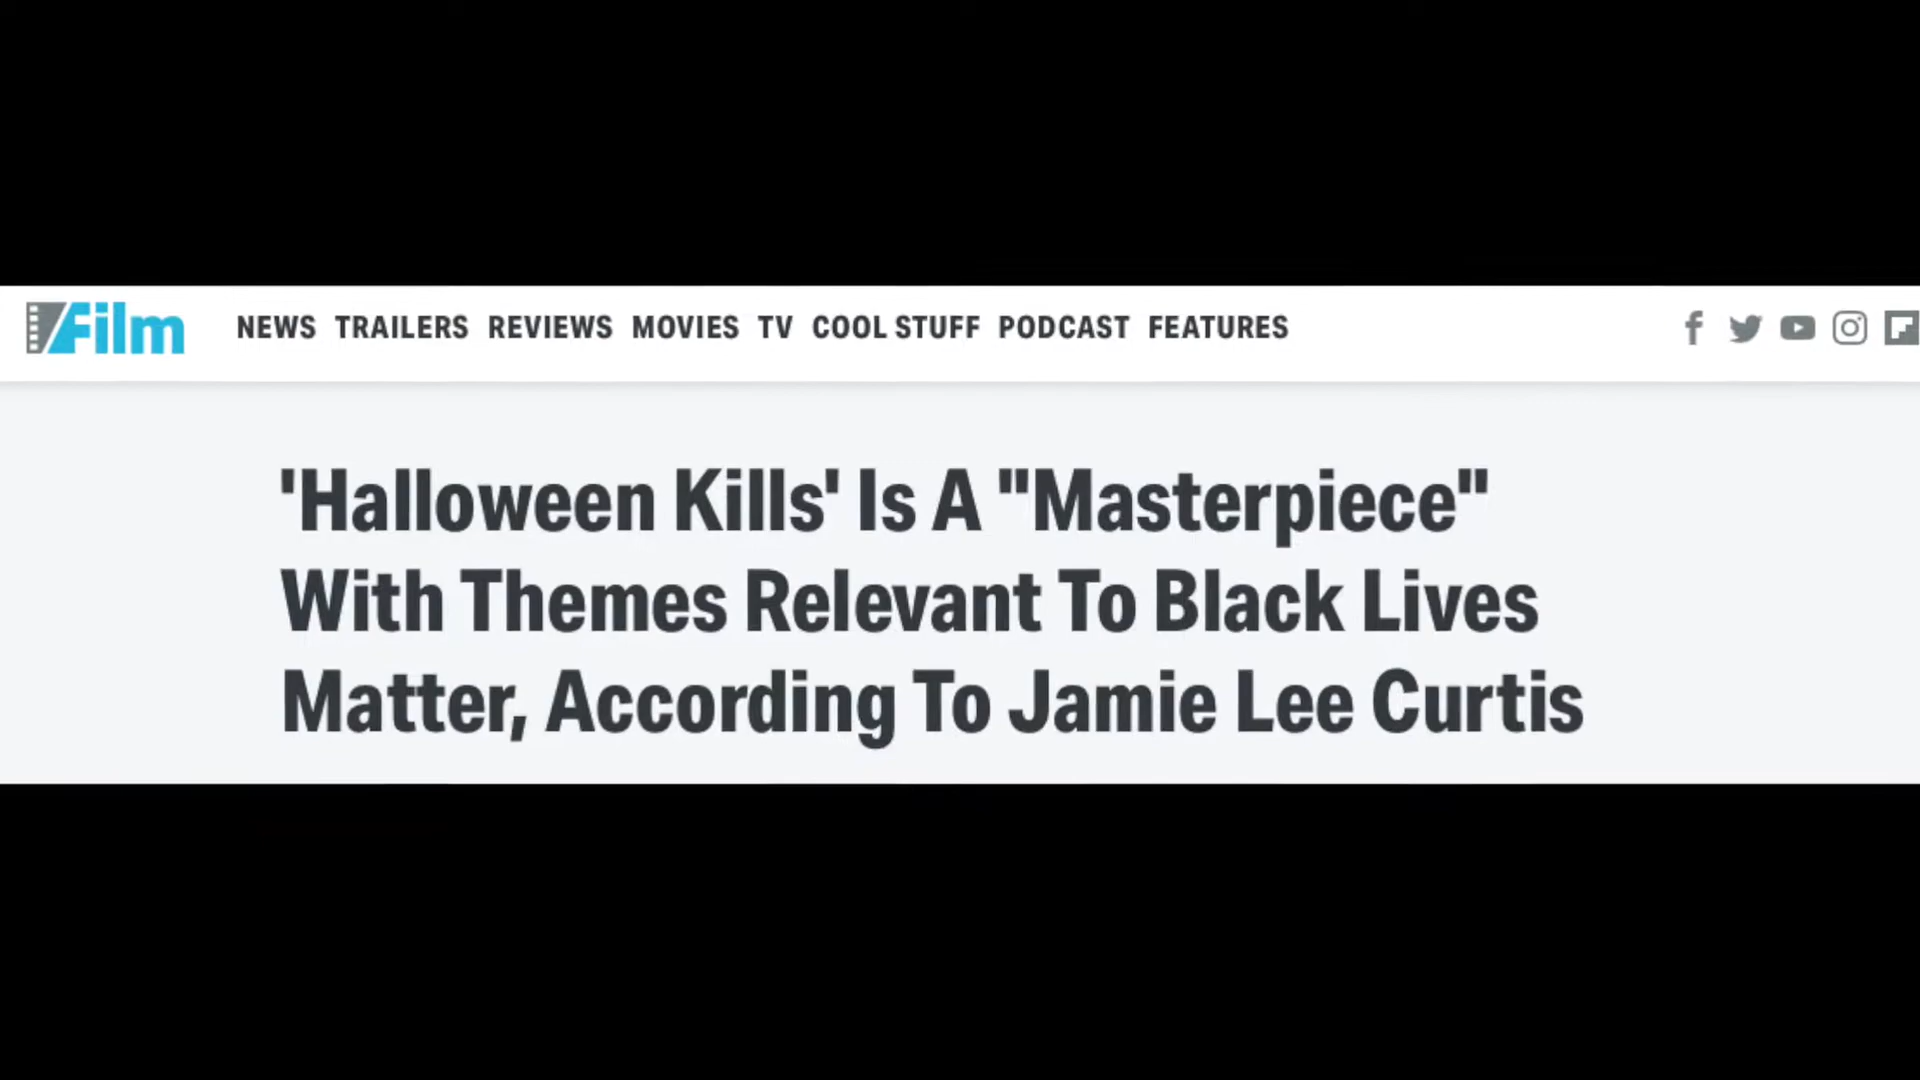 /Film NEWS TRAILERS REVIEWS MOVIES TV COOL STUFF PODCAST FEATURES
'Halloween Kills' Is A "Masterpiece"
With Themes Relevant To Black Lives
Matter, According To Jamie Lee Curtis